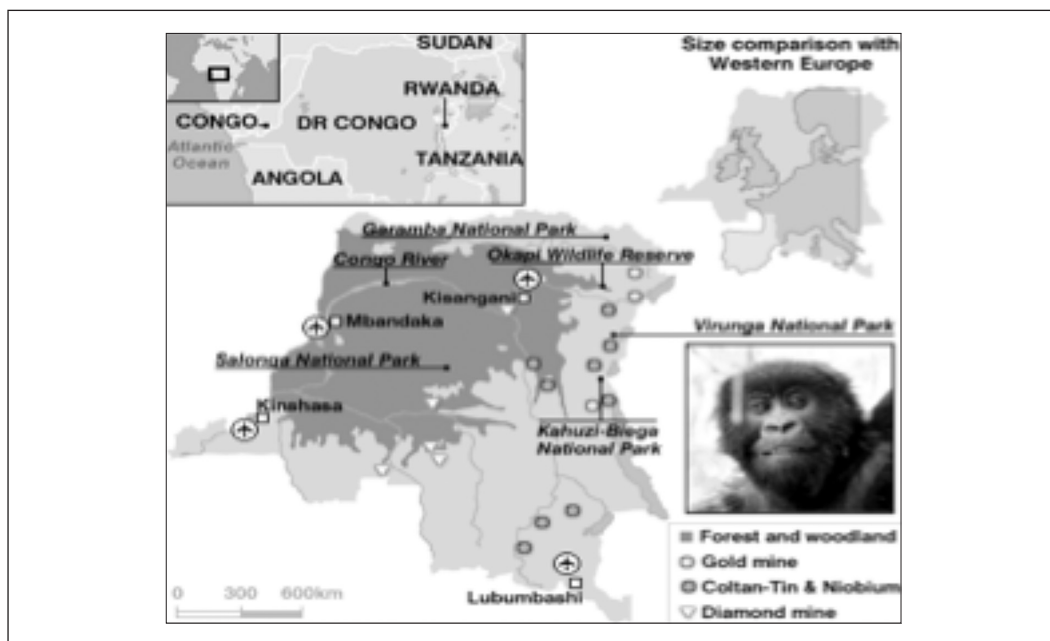 SUDAN
RWANDA
CONGO
DR CONGO
Atlantic
Ocean
TANZANIA
ANGOLA
Size comparison with
Western Europe
Garamba National Park
Congo River
Okapi Wildlife Reserve
Kisangani
Mbandaka
Virunga National Park
Salonga National Park
Kinshasa
Kahuzi-Biega
National Park
Lubumbashi
0 300 600km
Forest and woodland
Gold mine
Coltan-Tin & Niobium
Diamond mine